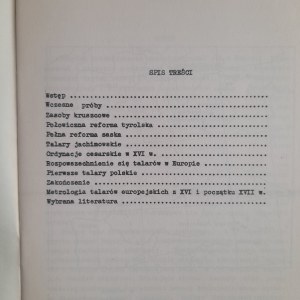 SPIS TREŚCI
Wstęp
Wczesne próby
Zasoby kruszcowe
Połowiczna reforma tyrolska
Pełna reforma saska
Talary jachimowskie
Ordynacje cesarskie w XVI w.
Rozpowszechnienie się talarów w Europie
Pierwsze talary polskie
Zakończenie
Metrologia talarów europejskich z XVI i początku XVII w.
Wybrana literatura